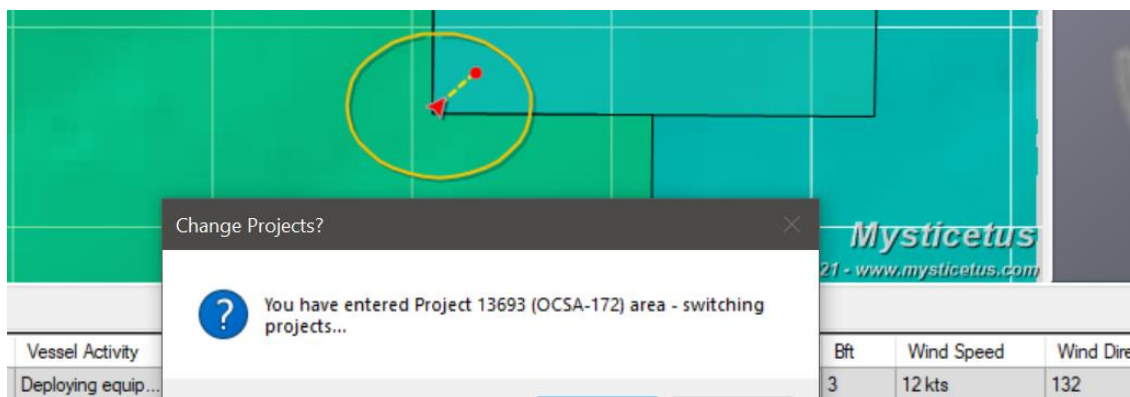 Mysticetus
21 - www.mysticetus.com
Change Projects?
?
You have entered Project 13693 (OCSA-172) area - switching
projects...
Vessel Activity Bft Wind Speed Wind Dire
Deploying equip... 3 12 kts 132